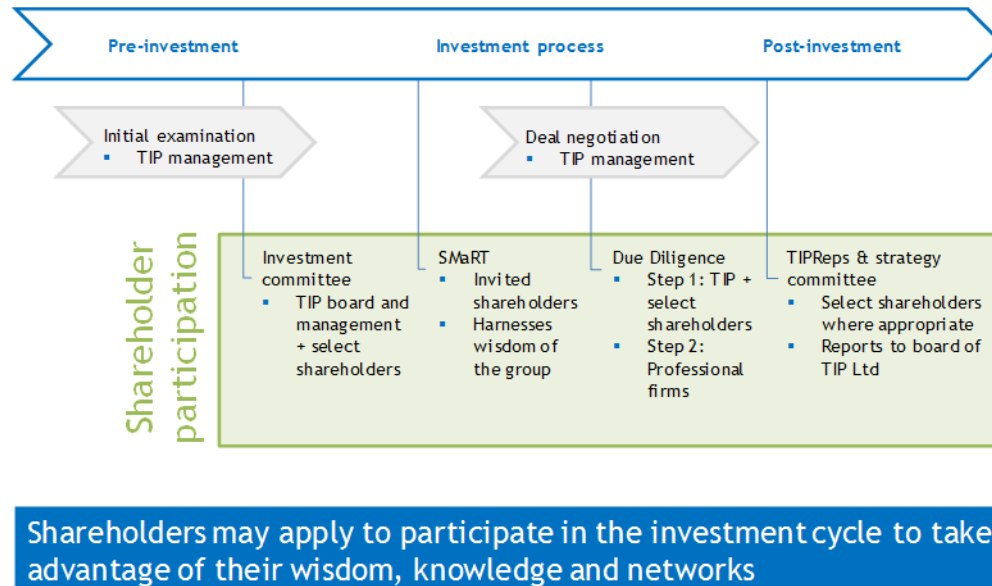 Pre-investment
Investment process
Post-investment
Initial examination
▪ TIP management
Deal negotiation
▪ TIP management
Shareholder
participation
Investment
committee
▪ TIP board and
management
+ select
shareholders
SMaRT
▪ Invited
shareholders
▪ Harnesses
wisdom of
the group
Due Diligence
▪ Step 1: TIP +
select
shareholders
▪ Step 2:
Professional
firms
TIPReps & strategy
committee
▪ Select shareholders
where appropriate
▪ Reports to board of
TIP Ltd
Shareholders may apply to participate in the investment cycle to take
advantage of their wisdom, knowledge and networks